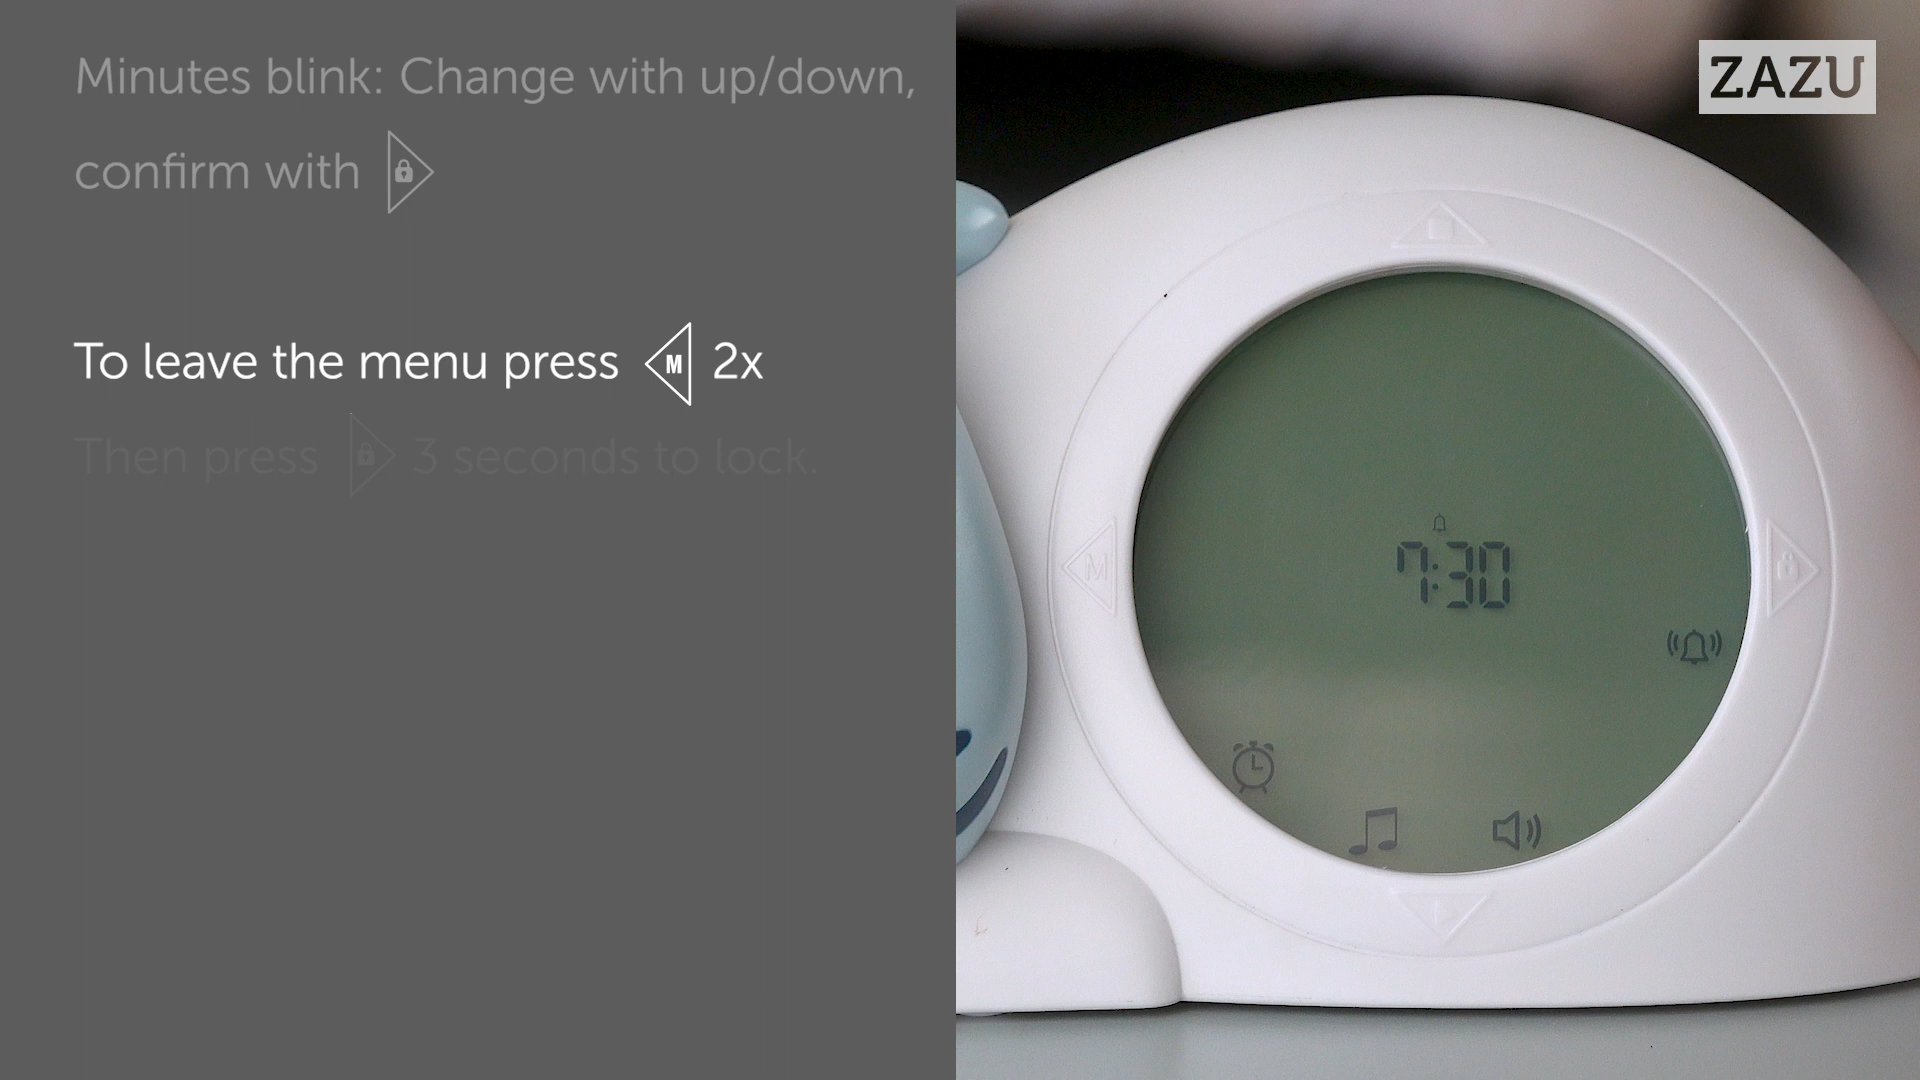 Minutes blink: Change with up/down,
confirm with
To leave the menu press M 2x
Then press 3 seconds to lock.
ZAZU
M
7:30